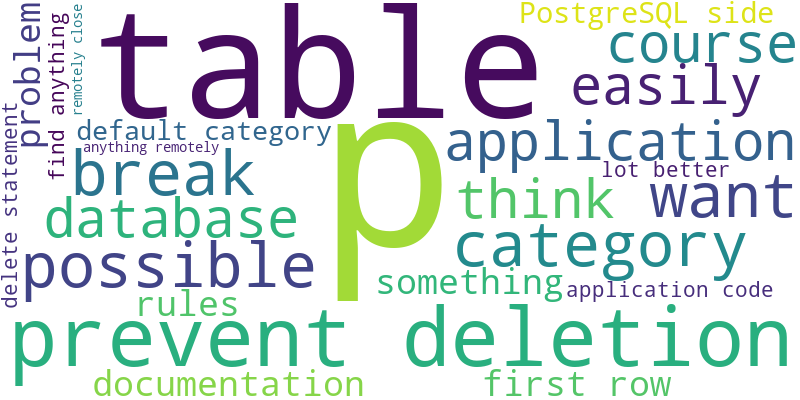 PostgreSQL side
table
course
problem
find anything
remotely close
easily
p
default category
application
anything remotely
break
lot better
delete statement
think
want
database
category
possible
something
application code
rules
prevent deletion
documentation
first row